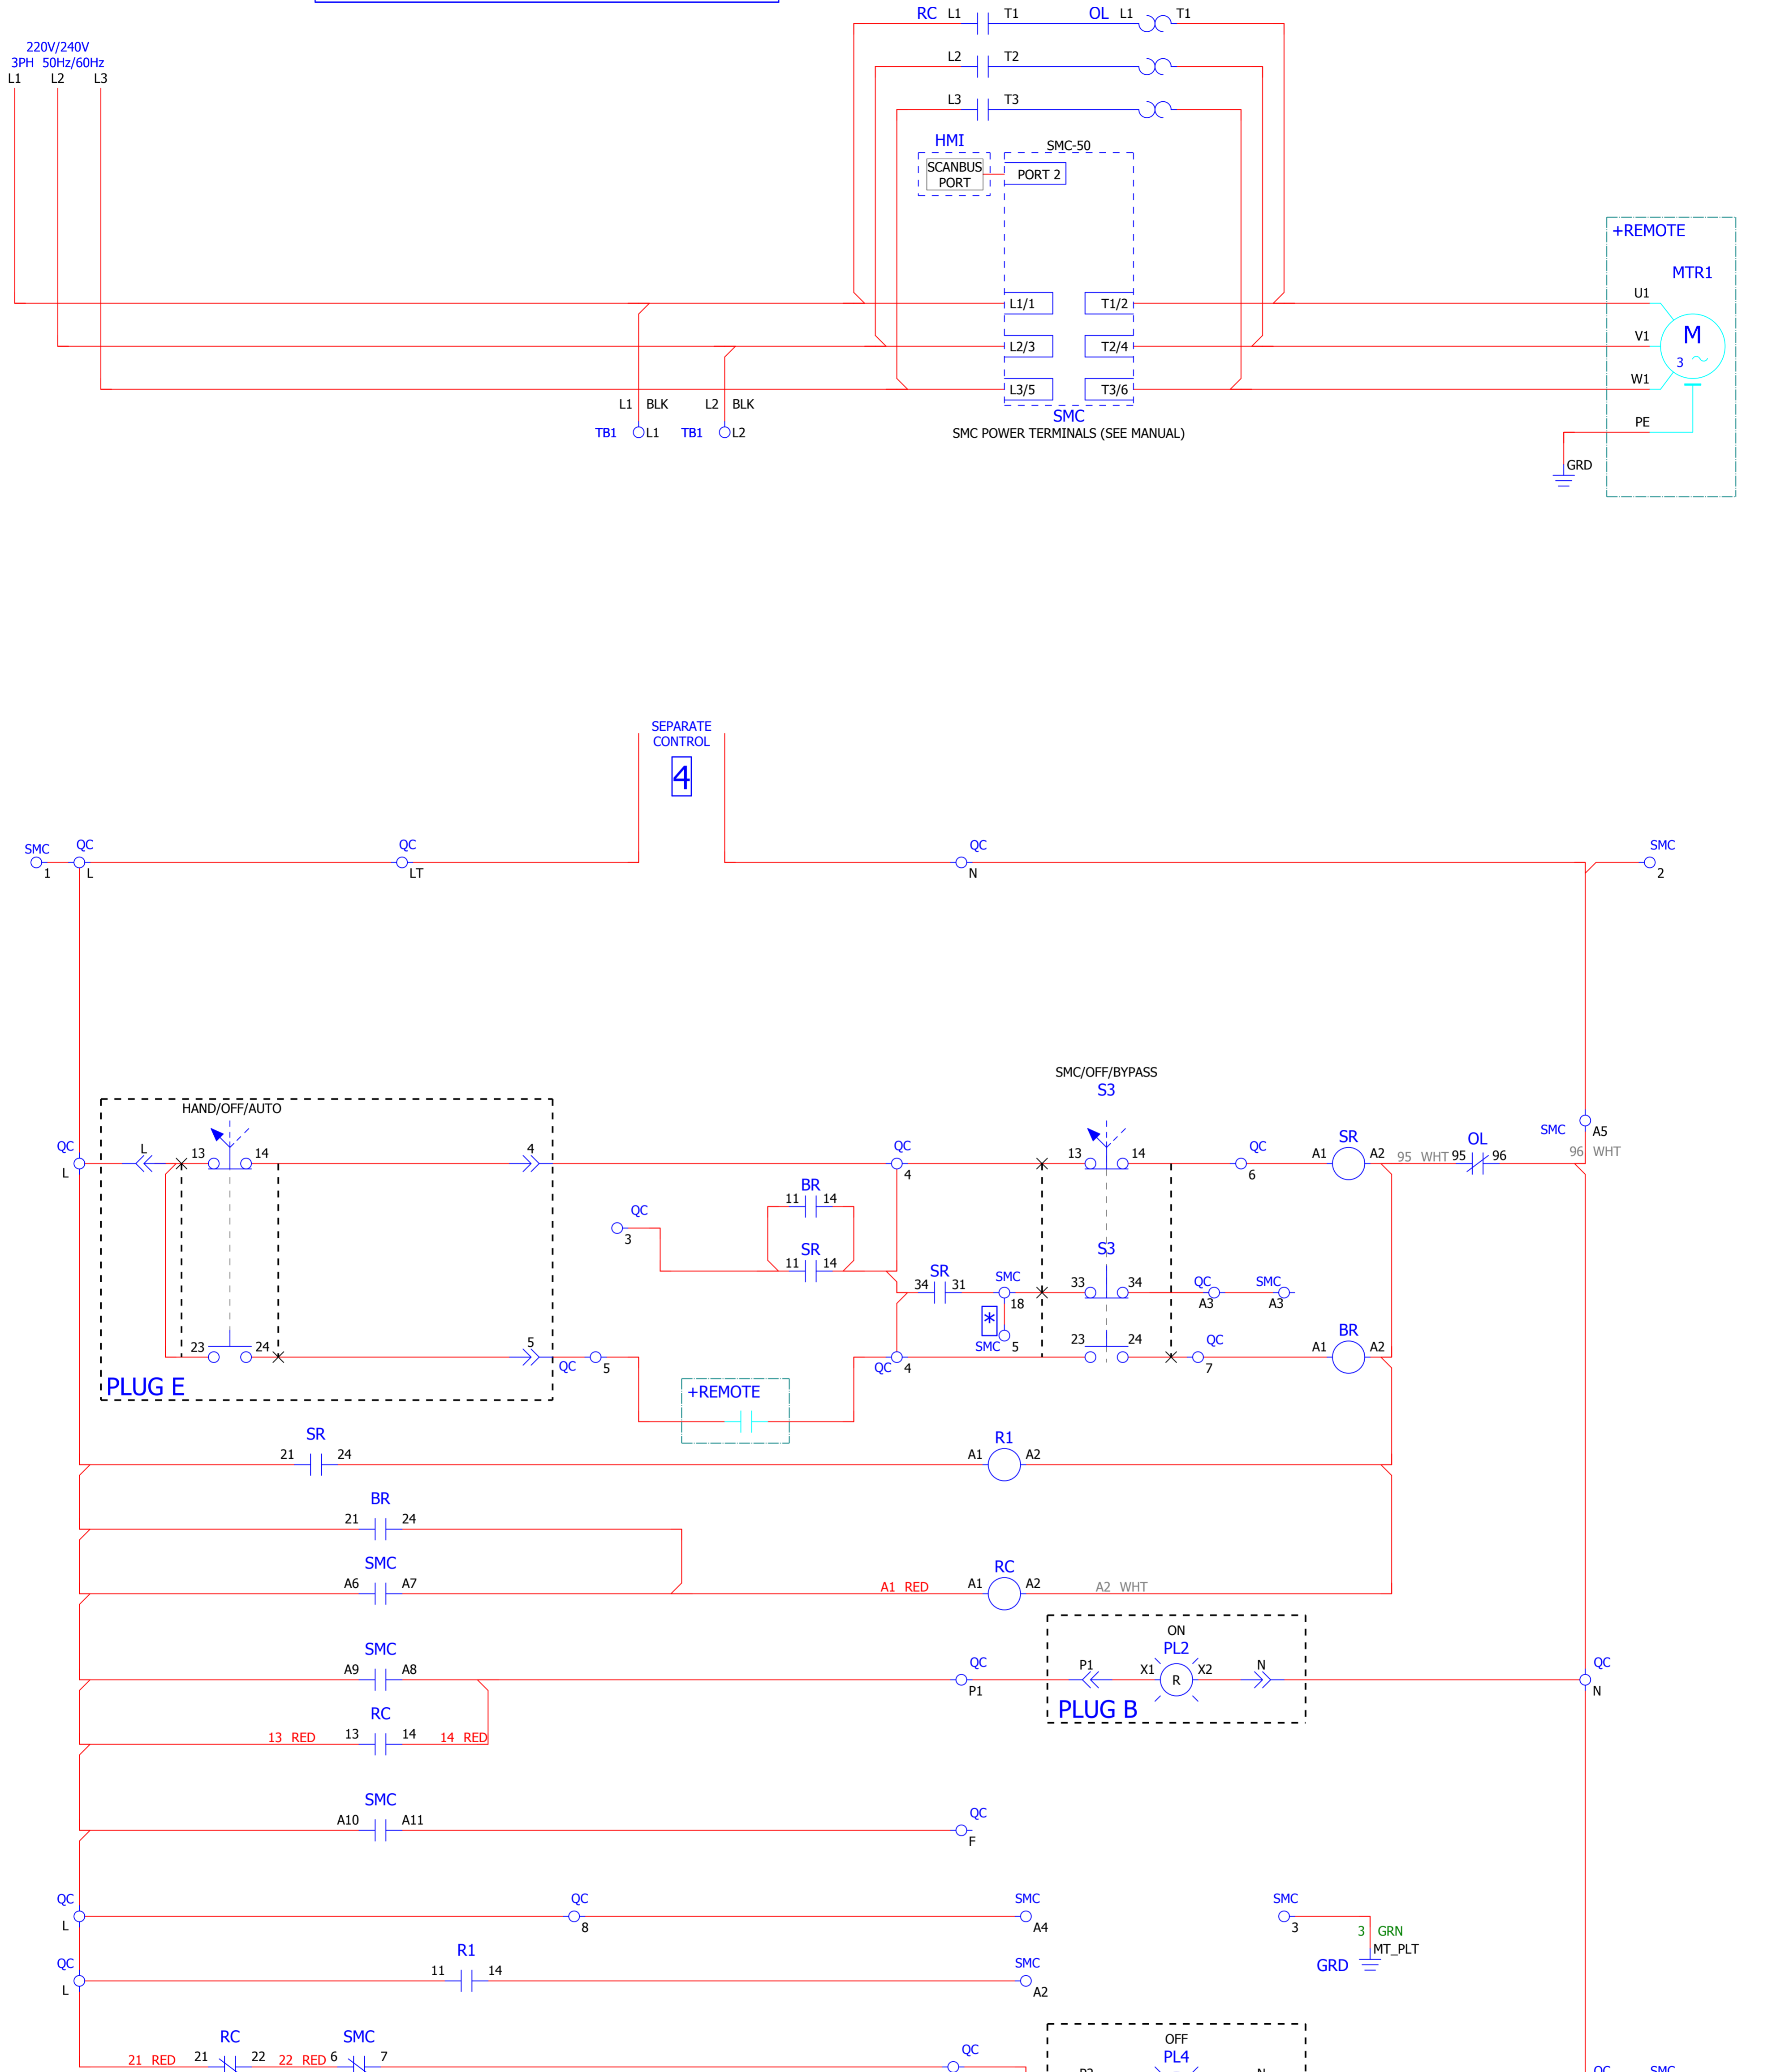 RC L1 T1 OL L1 T1
220V/240V
3PH 50Hz/60Hz
L1 L2 L3
L2 T2
L3 T3
HMI
SMC-50
SCANBUS
PORT
PORT 2
+REMOTE
MTR1
L1/1 T1/2 U1
L2/3 T2/4 V1
M
3
L3/5 T3/6 W1
L1 BLK L2 BLK
SMC
PE
TB1 L1 TB1 L2
SMC POWER TERMINALS (SEE MANUAL)
GRD
SEPARATE
CONTROL
4
SMC QC QC QC SMC
1 L LT N 2
SMC/OFF/BYPASS
S3
HAND/OFF/AUTO
SMC A5
QC L 13 14 4 QC 13 14 QC SR OL
L 4 6 A1 A2 95 WHT 95 96 96 WHT
BR
11 14
QC
3
SR
11 14
S3
SR
34 31 SMC 33 34 QC SMC
18 A3 A3
*
SMC 5
23 24 5 23 24 QC BR
QC 5 QC 4 7 A1 A2
PLUG E
+REMOTE
SR
21 24
R1
A1 A2
BR
21 24
SMC
A6 A7
RC
A1 RED A1 A2 A2 WHT
ON
PL2
SMC
A9 A8
QC
P1
P1 X1 R X2 N
QC
N
PLUG B
RC
13 RED 13 14 14 RED
SMC
A10 A11
QC
F
QC QC SMC SMC
L 8 A4 3
3 GRN
MT_PLT
GRD
QC R1 SMC
L 11 14 A2
OFF
PL4
RC SMC QC
21 RED 21 22 22 RED 6 7
P2 N
QC SMC